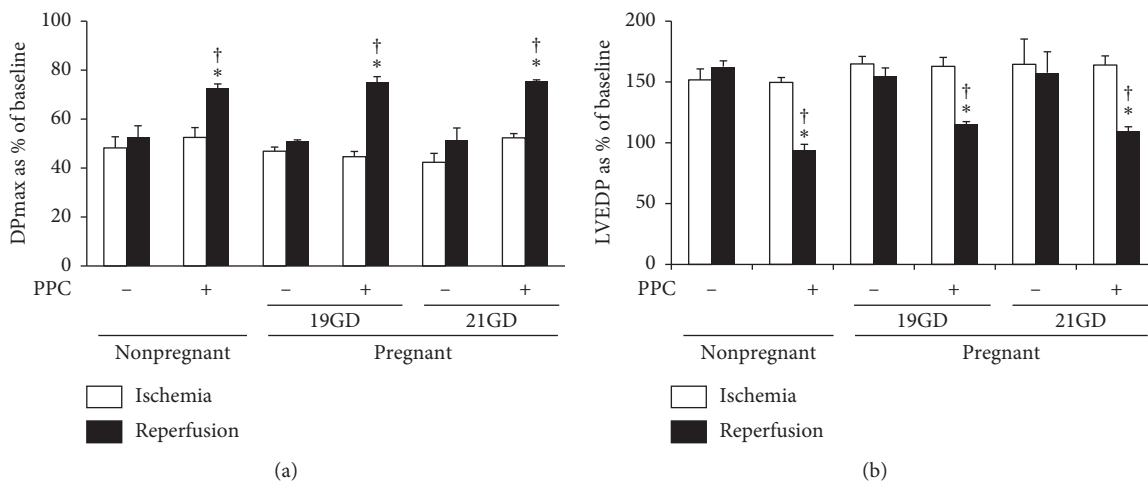 DPmax as % of baseline
100
80
60
40
20
0
† * † * † *
PPC – + – + – +
19GD 21GD
Nonpregnant Pregnant
Ischemia
Reperfusion
(a)
LVEDP as % of baseline
200
150
100
50
0
† * † * † *
PPC – + – + – +
19GD 21GD
Nonpregnant Pregnant
Ischemia
Reperfusion
(b)